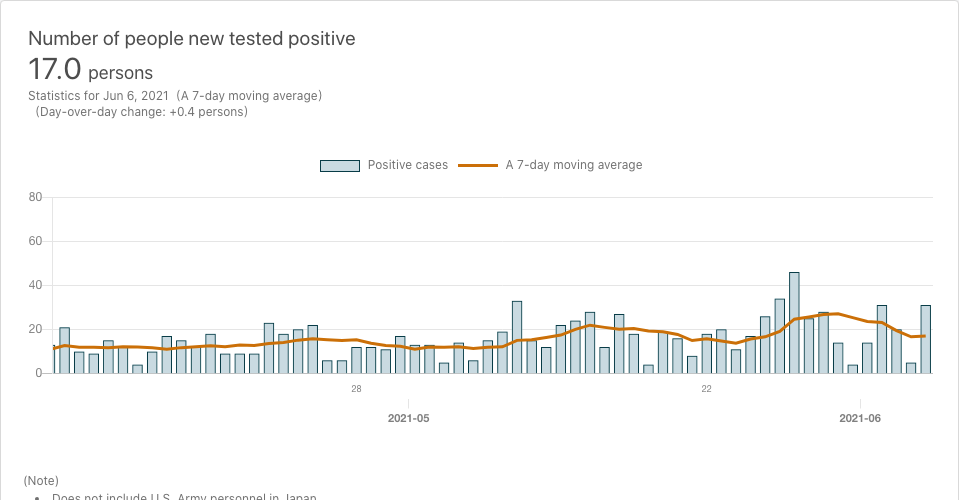 Number of people new tested positive
17.0 persons
Statistics for Jun 6, 2021 (A 7-day moving average)
(Day-over-day change: +0.4 persons)
Positive cases A 7-day moving average
80
60
40
20
0
28 22
2021-05 2021-06
(Note)
• Does not include U.S. Army personnel in Japan